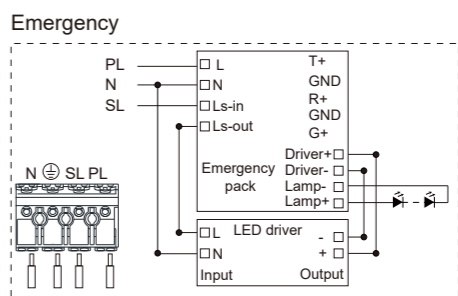 Emergency
PL
N
SL
L
N
Ls-in
Ls-out
T+
GND
R+
GND
G+
Driver+
Driver-
Lamp-
Lamp+
Emergency
pack
N SL PL
L LED driver -
N +
Input Output